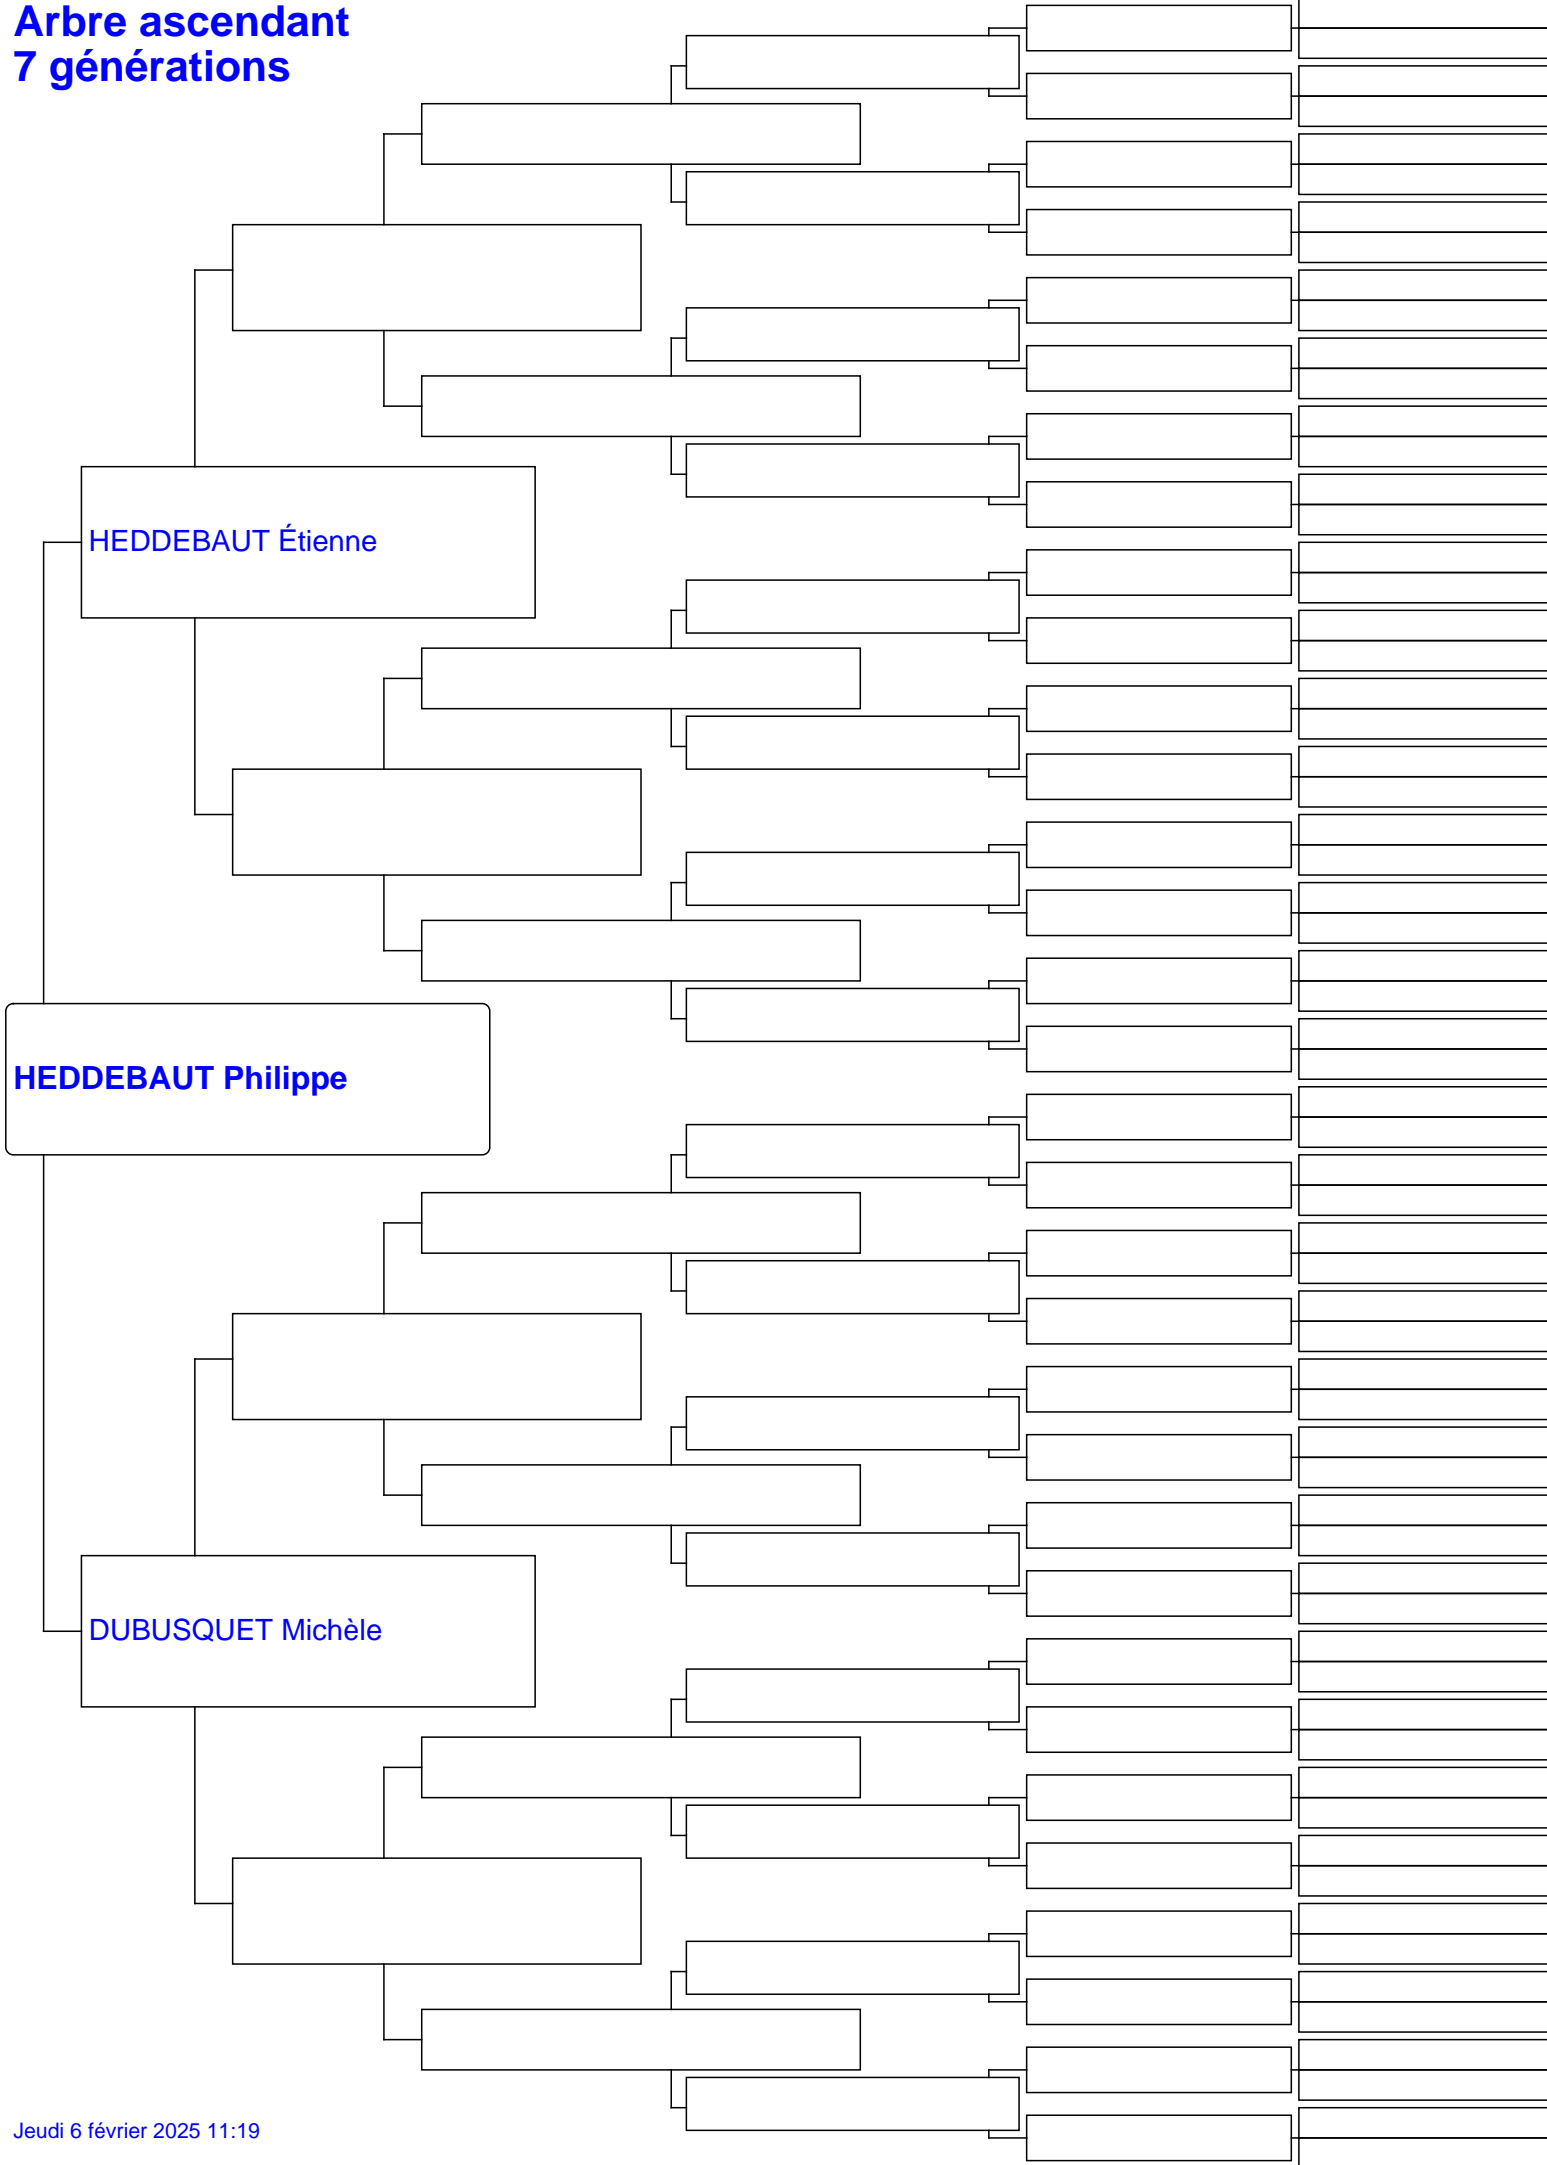 Arbre ascendant
7 générations
HEDDEBAUT Étienne
HEDDEBAUT Philippe
DUBUSQUET Michèle
Jeudi 6 février 2025 11:19